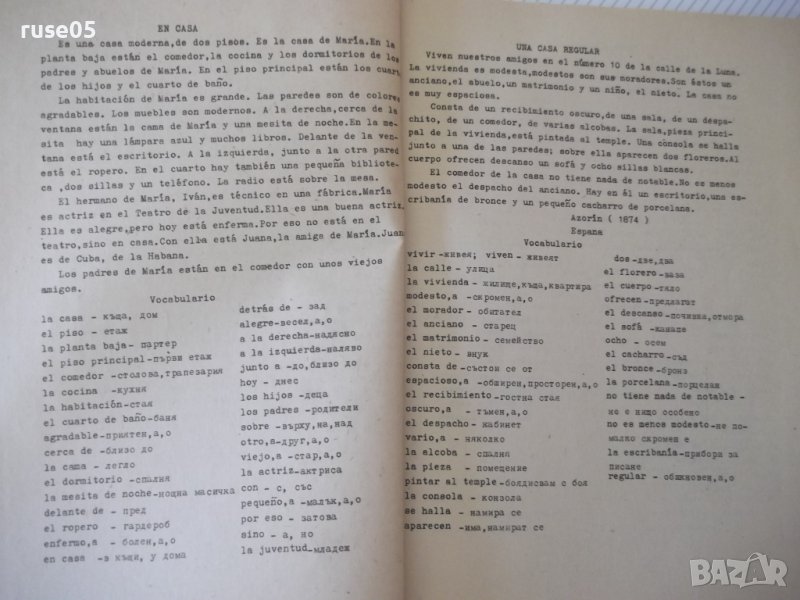 ruse05
EN CASA
Es una casa moderna,de dos pisos. Es la casa de María.En la
planta baja están el comedor,la cocina y los dormitorios de los
padres y abuelos de María. En el piso principal están los cuart
de los hijos y el cuarto de baño.
La habitación de María es grande. Las paredes son de colores
agradables. Los muebles son modernos. A la derecha,cerca de la
ventana están la cama de María y una mesita de noche.En la me-
sita hay una lámpara azul y muchos libros. Delante de la ven-
tana está el escritorio. A la izquierda, junto a la otra pared
está el ropero. En el cuarto hay también una pequeña bibliote-
ca ,dos sillas y un teléfono. La radio está sobre la mesa.
El hermano de María, Iván,es técnico en una fábrica.María
es actriz en el Teatro de la Juventud.Ella es una buena actriz.
Ella es alegre,pero hoy está enferma.Por eso no está en el
teatro,sino en casa.Con ella está Juana,la amiga de María.Juan
es de Cuba, de la Habana.
Los padres de María están en el comedor con unos viejos
amigos.
Vocabulario
la casa - къща, дом
el piso - етаж
la planta baja- партер
el piso principal-първи етаж
el comedor -столова,трапезария
la cocina -кухня
la habitación-стая
el cuarto de baño-баня
agradable-приятен,а,о
cerca de -близо до
la cama - легло
el dormitorio -спалня
la mesita de noche-нощна масичка
delante de - пред
el ropero - гардероб
enfermo,a - болен,а,о
en casa -в къщи, у дома
detrás de - зад
alegre-весел,а,о
a la derecha-надясно
a la izquierda-наляво
junto a -до,близо до
hoy - днес
los hijos -деца
los padres -родители
sobre -върху,на,над
otro,a-друг,а,о
viejo,a -стар,а,о
la actriz-актриса
con - с, със
pequeño,a -малък,а,о
por eso - затова
sino - а, но
la juventud-младеж
UNA CASA REGULAR
Viven nuestros amigos en el número 10 de la calle de la Luna.
La vivienda es modesta,modestos son sus moradores.Son éstos un
anciano,el abuelo,un matrimonio y un niño, el nieto. La casa no
es muy espaciosa.
Consta de un recibimiento oscuro,de una sala, de un despa-
chito, de un comedor, de varias alcobas. La sala,pieza princi-
pal de la vivienda,está pintada al temple. Una cónsola se halla
junto a una de las paredes; sobre ella aparecen dos floreros.Al
cuerpo ofrecen descanso un sofá y ocho sillas blancas.
El comedor de la casa no tiene nada de notable.No es menos
modesto el despacho del anciano. Hay en él un escritorio,una es-
cribanía de bronce y un pequeño cacharro de porcelana.
Azorín ( 1874 )
Espana
Vocabulario
vivir -живея; viven - живеят
la calle - улица
la vivienda - жилище,къща,квартира
modesto,a - скромен,а,о
el morador - обитател
el anciano - старец
el matrimonio - семейство
el nieto - внук
consta de -състои се от
espacioso,a - обширен,просторен,а,о
el recibimiento - гостна стая
oscuro,a - тъмен,а,о
el despacho - кабинет
vario,a - няколко
la alcoba - спалня
la pieza - помещение
pintar al temple-боядисвам с боя
la consola - конзола
se halla - намира се
aparecen -има,намират се
dos -две,два
el florero-ваза
el cuerpo -тяло
ofrecen-предлагат
el descanso -почивка,отмора
el sofá -канапе
ocho - осем
el cacharro -съд
el bronce -бронз
la porcelana -порцелан
no tiene nada de notable -
не е нищо особено
no es menos modesto-не по-
малко скромен е
la escribanía-прибори за
писане
regular - обикновен,а,о
BAZAR